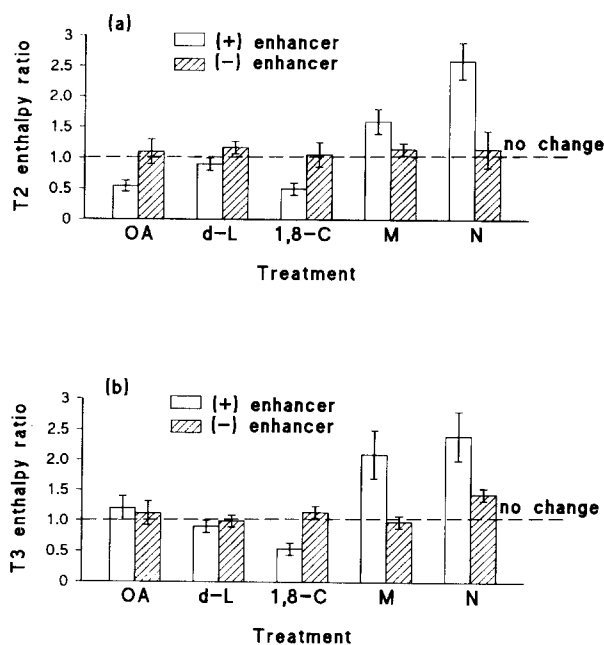 (a)
(+) enhancer
(−) enhancer
T2 enthalpy ratio
3
2.5
2.0
1.5
1.0
0.5
0
no change
OA d-L 1,8-C M N
Treatment
(b)
(+) enhancer
(−) enhancer
T3 enthalpy ratio
3
2.5
2.0
1.5
1.0
0.5
0
no change
OA d-L 1,8-C M N
Treatment